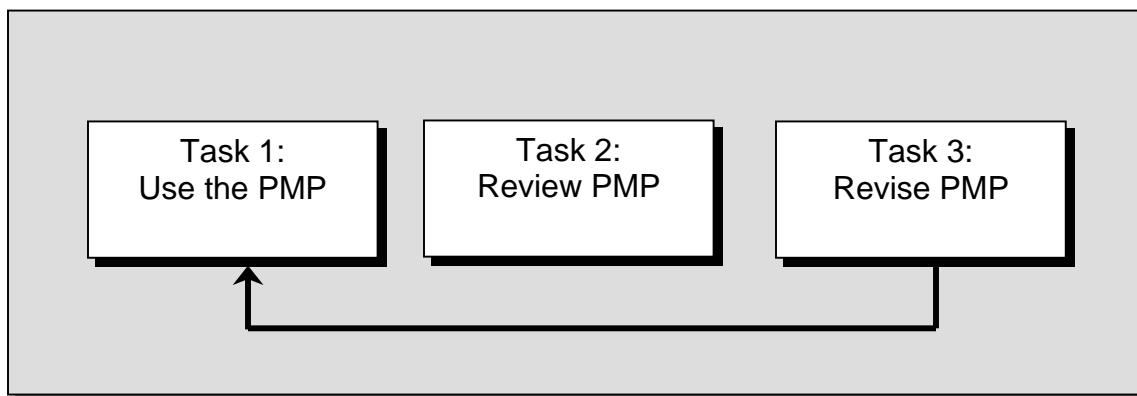 Task 1:
Use the PMP
Task 2:
Review PMP
Task 3:
Revise PMP